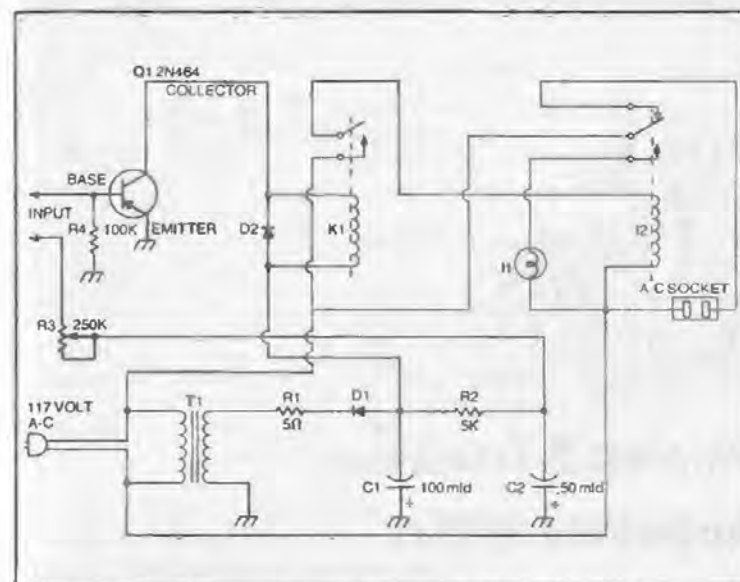 Q1 2N464
COLLECTOR
BASE
INPUT
R4 100K
EMITTER
D2
K1
I1
I2
A-C SOCKET
R3 250K
117 VOLT
A-C
T1
R1
5Ω
D1
R2
5K
C1 100 mfd
+
C2 50 mfd
+